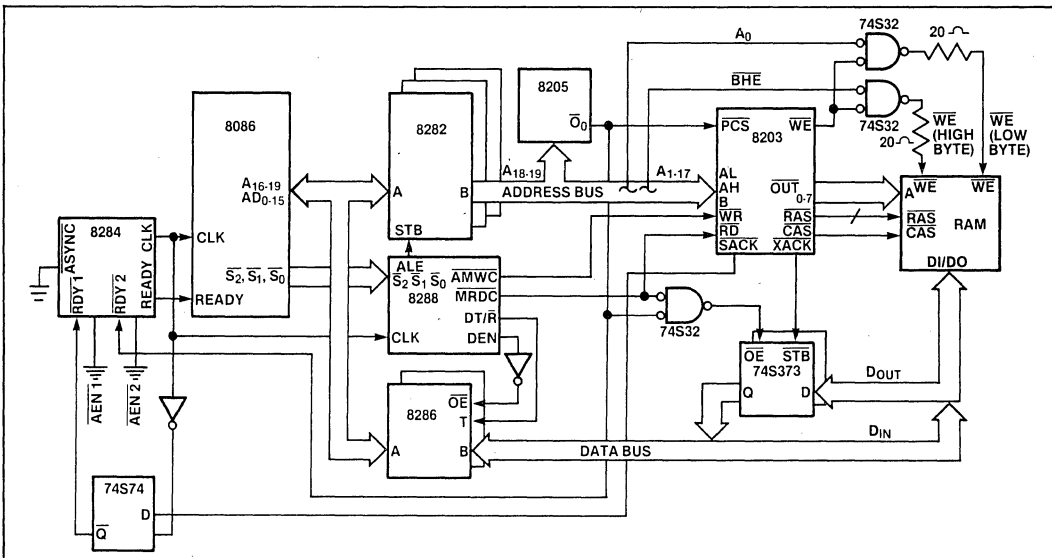 74S32
20
A̅0
BHE
8205
O̅0
8086
8282
A16-19
AD0-15
A
B
STB
A18-19
ADDRESS BUS
A1-17
PCS
WE
8203
AL
AH
B
WR
RD
SACK
XACK
OUT
0-7
RAS
CAS
74S32
20
WE
(HIGH
BYTE)
WE
(LOW
BYTE)
A
WE
WE
RAS
CAS
RAM
DI/DO
8284
ASYNC
RDY 1
RDY 2
READY
CLK
AEN 1
AEN 2
CLK
S2, S1, S0
READY
ALE
S2 S1 S0
8288
AMWC
MRDC
DT/R
CLK
DEN
74S32
OE
STB
74S373
Q
D
DOUT
DIN
8286
OE
T
A
B
DATA BUS
74S74
D
Q